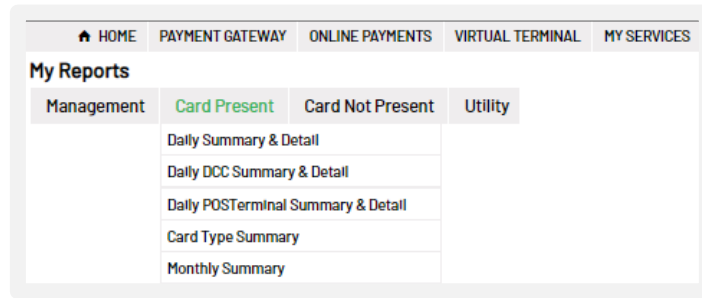 HOME PAYMENT GATEWAY ONLINE PAYMENTS VIRTUAL TERMINAL MY SERVICES
My Reports
Management Card Present Card Not Present Utility
Daily Summary & Detail
Daily DCC Summary & Detail
Daily POSTerminal Summary & Detail
Card Type Summary
Monthly Summary